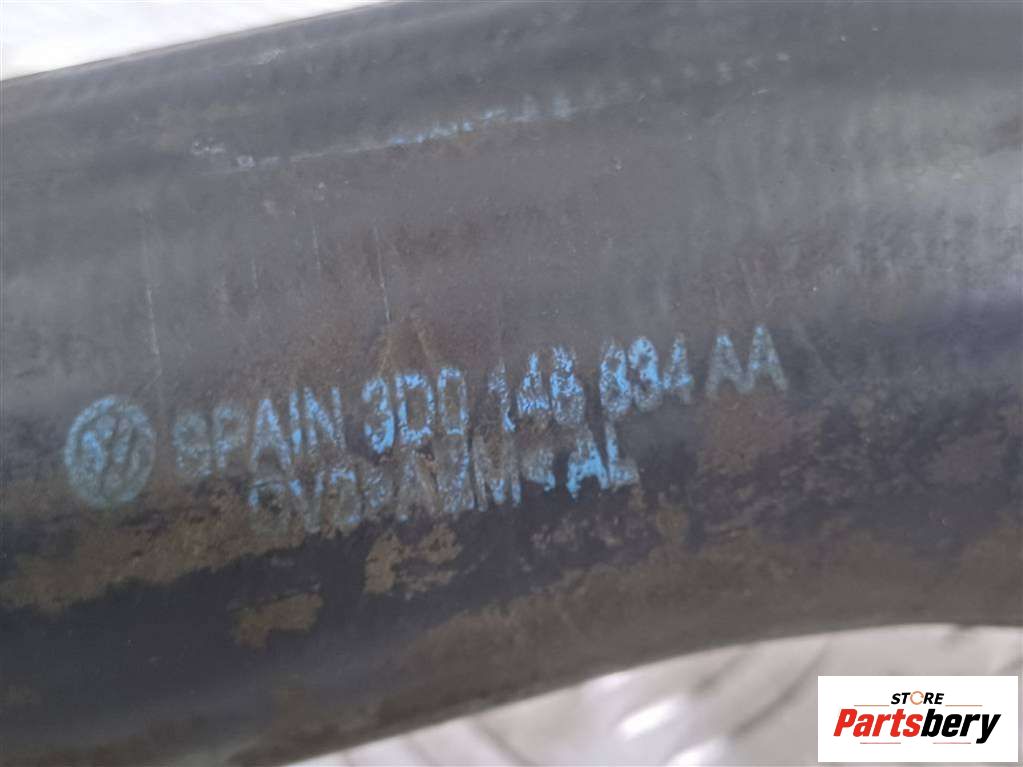 SPAIN 3D0 145 834 AA
STORE
Partsbery